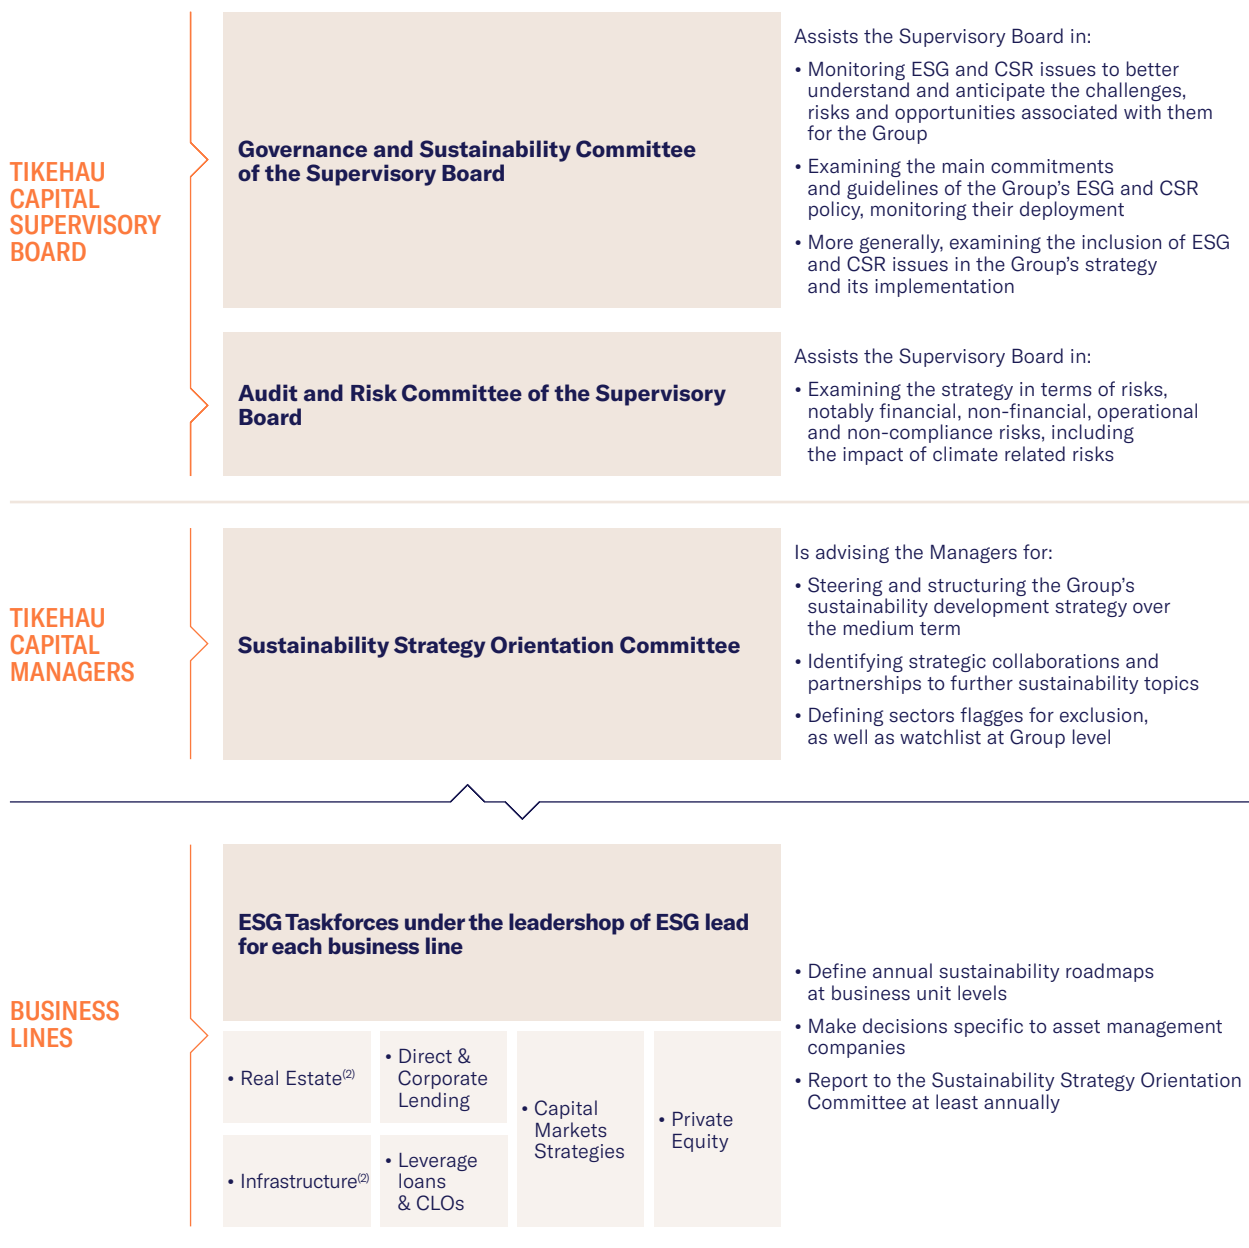 TIKEHAU
CAPITAL
SUPERVISORY
BOARD
Governance and Sustainability Committee
of the Supervisory Board
Assists the Supervisory Board in:
• Monitoring ESG and CSR issues to better
understand and anticipate the challenges,
risks and opportunities associated with them
for the Group
• Examining the main commitments
and guidelines of the Group's ESG and CSR
policy, monitoring their deployment
• More generally, examining the inclusion of ESG
and CSR issues in the Group's strategy
and its implementation
Audit and Risk Committee of the Supervisory
Board
Assists the Supervisory Board in:
• Examining the strategy in terms of risks,
notably financial, non-financial, operational
and non-compliance risks, including
the impact of climate related risks
TIKEHAU
CAPITAL
MANAGERS
Sustainability Strategy Orientation Committee
Is advising the Managers for:
• Steering and structuring the Group's
sustainability development strategy over
the medium term
• Identifying strategic collaborations and
partnerships to further sustainability topics
• Defining sectors flagges for exclusion,
as well as watchlist at Group level
BUSINESS
LINES
ESG Taskforces under the leadershop of ESG lead
for each business line
• Real Estate(2)
• Infrastructure(2)
• Direct &
Corporate
Lending
• Leverage
loans
& CLOs
• Capital
Markets
Strategies
• Private
Equity
• Define annual sustainability roadmaps
at business unit levels
• Make decisions specific to asset management
companies
• Report to the Sustainability Strategy Orientation
Committee at least annually